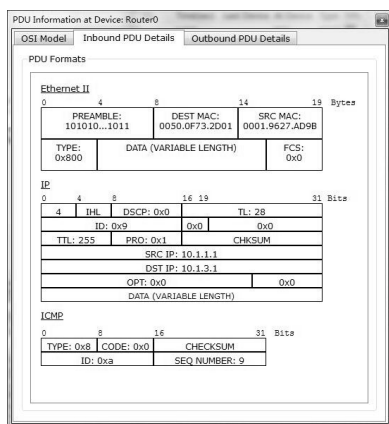 PDU Information at Device: Router0
OSI Model Inbound PDU Details Outbound PDU Details
PDU Formats
Ethernet II
0 4 8 14 19 Bytes
PREAMBLE: 101010...1011 DEST MAC: 0050.0F73.2D01 SRC MAC: 0001.9627.AD9B
TYPE: 0x800 DATA (VARIABLE LENGTH) FCS: 0x0
IP
0 4 8 16 19 31 Bits
4 IHL DSCP: 0x0 TL: 28
ID: 0x9 0x0 0x0
TTL: 255 PRO: 0x1 CHKSUM
SRC IP: 10.1.1.1
DST IP: 10.1.3.1
OPT: 0x0 0x0
DATA (VARIABLE LENGTH)
ICMP
0 8 16 31 Bits
TYPE: 0x8 CODE: 0x0 CHECKSUM
ID: 0xa SEQ NUMBER: 9